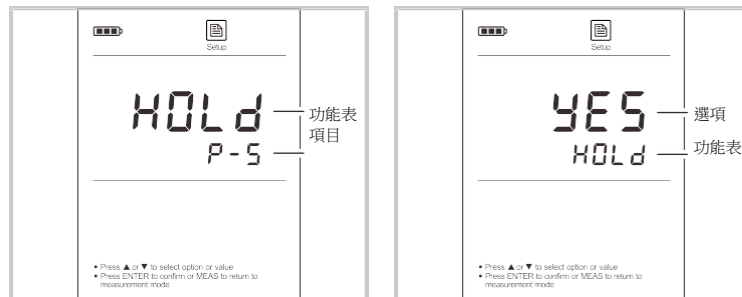 Setup
HOLd
P-S
功能表
項目
• Press ▲ or ▼ to select option or value
• Press ENTER to confirm or MEAS to return to
measurement mode
Setup
YES
HOLd
選項
功能表
• Press ▲ or ▼ to select option or value
• Press ENTER to confirm or MEAS to return to
measurement mode